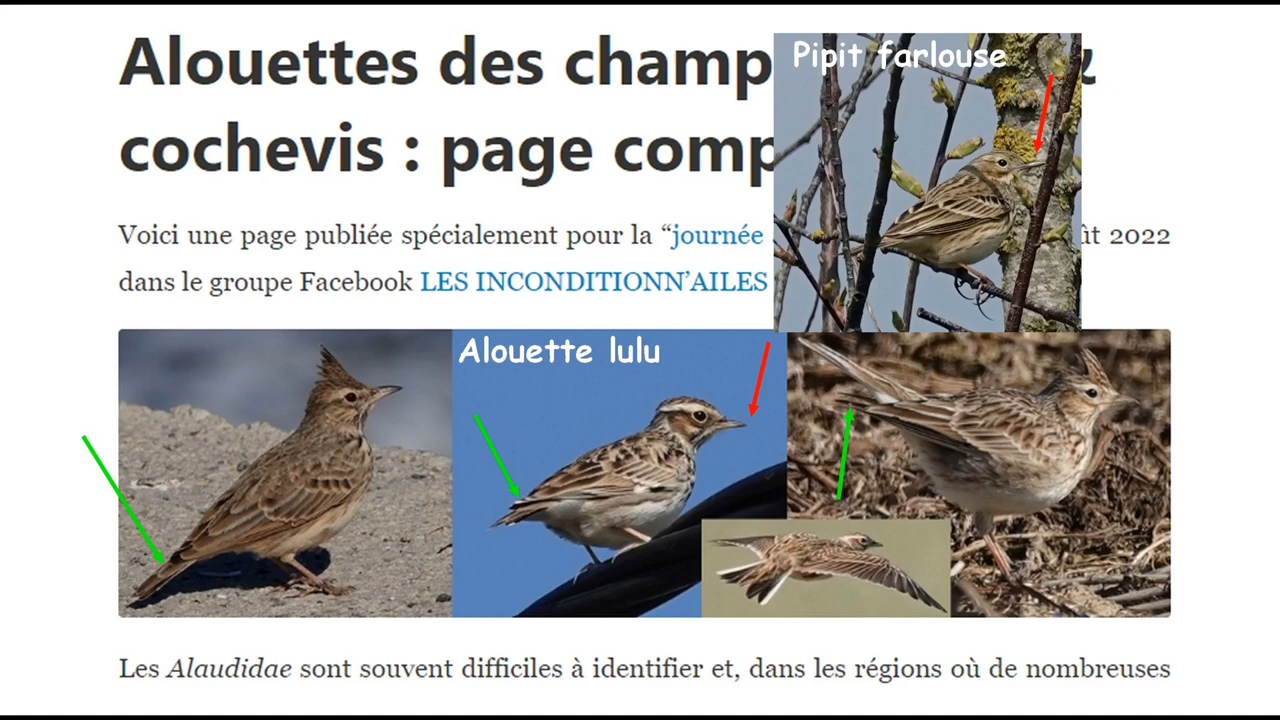 Alouettes des champ
cochevis : page comp
Pipit farlouse
Voici une page publiée spécialement pour la “journée ût 2022
dans le groupe Facebook LES INCONDITIONN’AILES
Alouette lulu
Les Alaudidae sont souvent difficiles à identifier et, dans les régions où de nombreuses